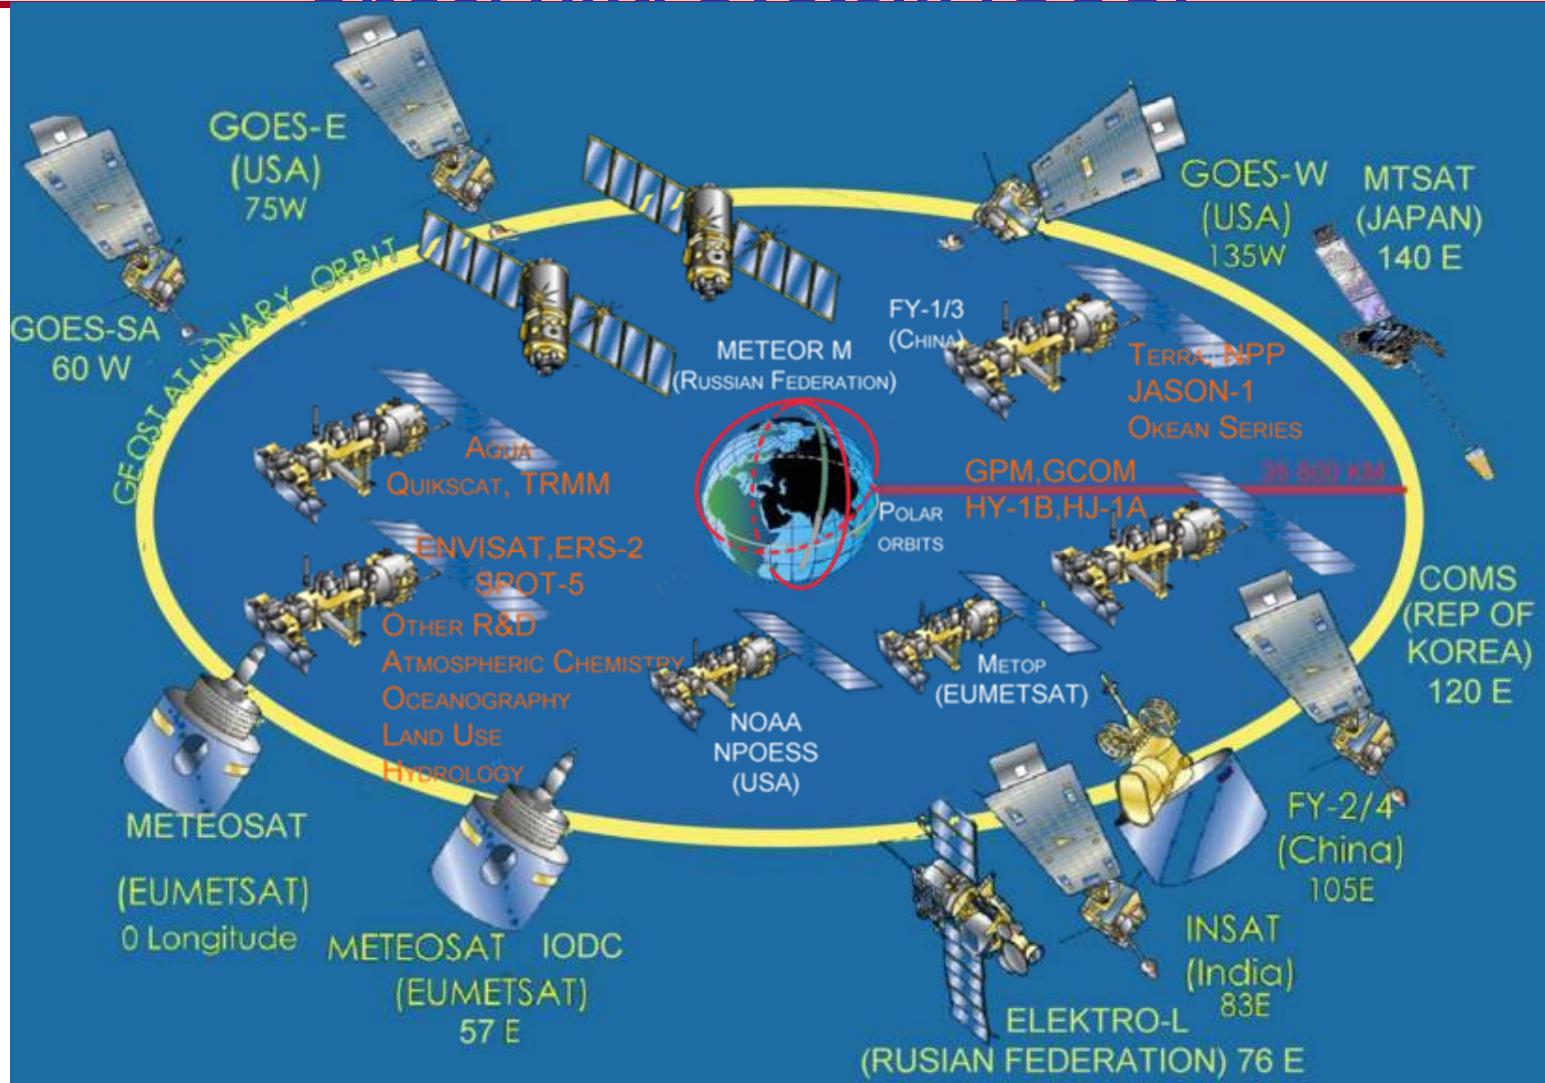 GOES-E
(USA)
75W
GOES-SA
60 W
GEOSTATIONARY ORBIT
GOES-W
(USA)
135W
MTSAT
(JAPAN)
140 E
FY-1/3
(CHINA)
METEOR M
(RUSSIAN FEDERATION)
TERRA, NPP
JASON-1
OKEAN SERIES
AQUA
QUIKSCAT, TRMM
GPM,GCOM
HY-1B,HJ-1A
35 800 KM
POLAR
ORBITS
ENVISAT,ERS-2
SPOT-5
OTHER R&D
ATMOSPHERIC CHEMISTRY
OCEANOGRAPHY
LAND USE
HYDROLOGY
METOP
(EUMETSAT)
NOAA
NPOESS
(USA)
COMS
(REP OF
KOREA)
120 E
METEOSAT
(EUMETSAT)
0 Longitude
METEOSAT IODC
(EUMETSAT)
57 E
FY-2/4
(China)
105E
INSAT
(India)
83E
ELEKTRO-L
(RUSIAN FEDERATION) 76 E